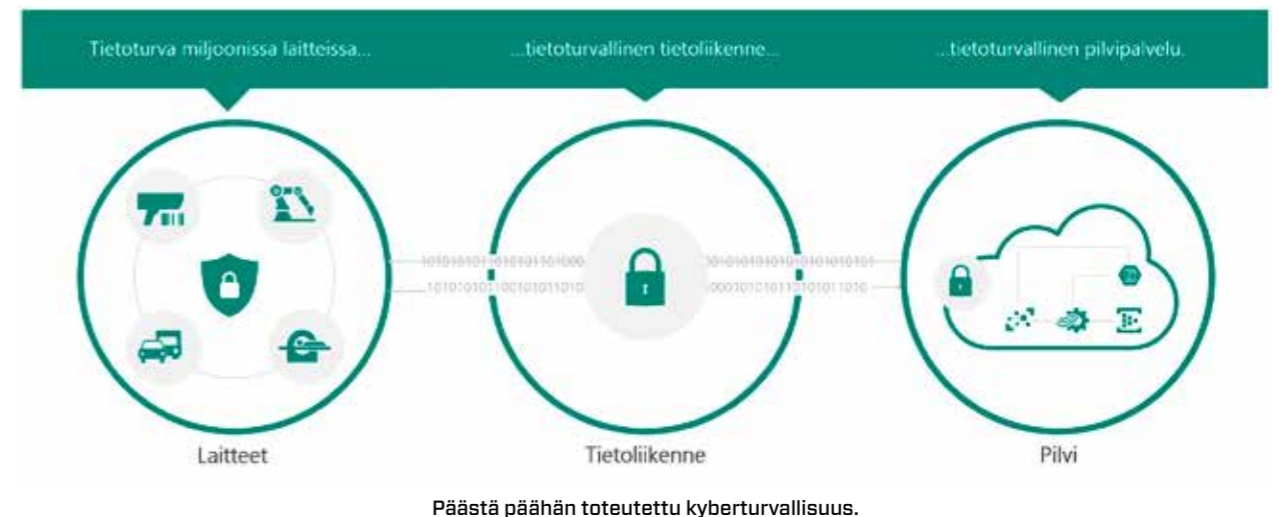 Tietoturva miljoonissa laitteissa...
...tietoturvallinen tietoliikenne...
...tietoturvallinen pilvipalvelu.
Laitteet
Tietoliikenne
Pilvi
Päästä päähän toteutettu kyberturvallisuus.